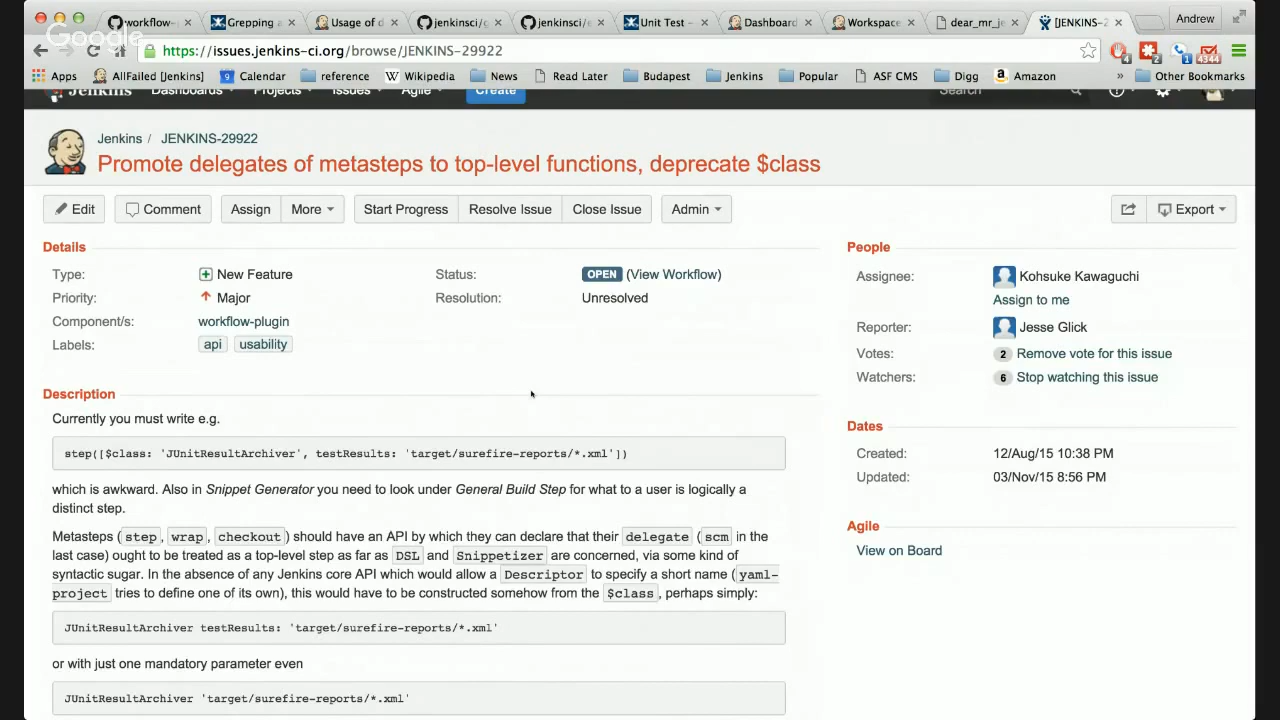 workflow-
Grepping a
Usage of d
jenkinsci/
jenkinsci/e
Unit Test -
Dashboard
Workspace
dear_mr_je
[JENKINS-2
Andrew
Google
https://issues.jenkins-ci.org/browse/JENKINS-29922
4
2
1
4344
Apps
AllFailed [Jenkins]
9 Calendar
reference
W Wikipedia
News
Read Later
Budapest
Jenkins
Popular
ASF CMS
Digg
a Amazon
»
Other Bookmarks
Jenkins
Dashboards
Projects
Issues
Agile
Create
Search
Jenkins / JENKINS-29922
Promote delegates of metasteps to top-level functions, deprecate $class
Edit
Comment
Assign
More
Start Progress
Resolve Issue
Close Issue
Admin
Export
Details
Type: New Feature
Status: OPEN (View Workflow)
Priority: Major
Resolution: Unresolved
Component/s: workflow-plugin
Labels: api usability
People
Assignee: Kohsuke Kawaguchi
Assign to me
Reporter: Jesse Glick
Votes: 2 Remove vote for this issue
Watchers: 6 Stop watching this issue
Description
Currently you must write e.g.
step([$class: 'JUnitResultArchiver', testResults: 'target/surefire-reports/*.xml'])
which is awkward. Also in Snippet Generator you need to look under General Build Step for what to a user is logically a
distinct step.
Metasteps (step, wrap, checkout) should have an API by which they can declare that their delegate (scm in the
last case) ought to be treated as a top-level step as far as DSL and Snippetizer are concerned, via some kind of
syntactic sugar. In the absence of any Jenkins core API which would allow a Descriptor to specify a short name (yaml-
project tries to define one of its own), this would have to be constructed somehow from the $class, perhaps simply:
JUnitResultArchiver testResults: 'target/surefire-reports/*.xml'
or with just one mandatory parameter even
JUnitResultArchiver 'target/surefire-reports/*.xml'
Dates
Created: 12/Aug/15 10:38 PM
Updated: 03/Nov/15 8:56 PM
Agile
View on Board